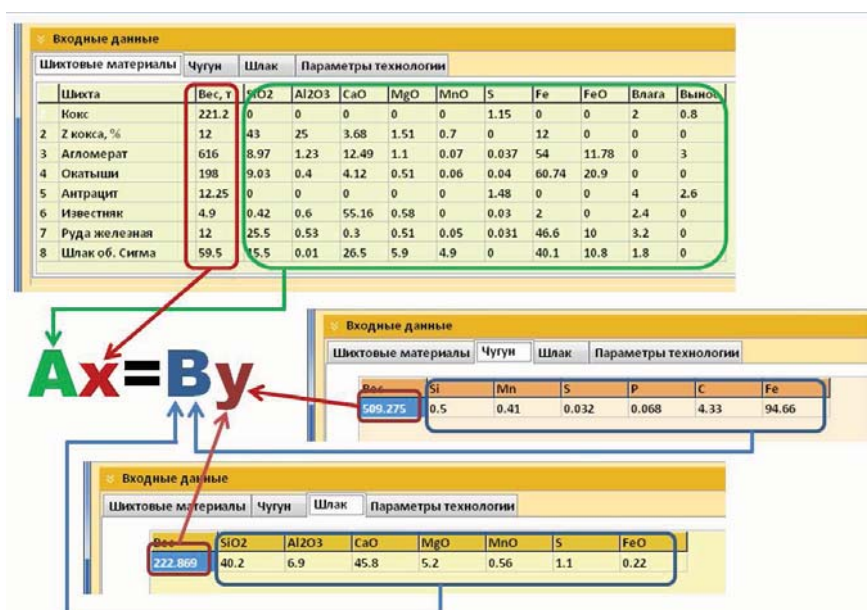 Входные данные
Шихтовые материалы Чугун Шлак Параметры технологии
Шихта Вес, т SiO2 Al2O3 CaO MgO MnO S Fe FeO Влага Вынос
Кокс 221.2 0 0 0 0 0 1.15 0 0 2 0.8
2 Z кокса, % 12 43 25 3.68 1.51 0.7 0 12 0 0 0
3 Агломерат 616 8.97 1.23 12.49 1.1 0.07 0.037 54 11.78 0 3
4 Окатыши 198 9.03 0.4 4.12 0.51 0.06 0.04 60.74 20.9 0 0
5 Антрацит 12.25 0 0 0 0 0 1.48 0 0 4 2.6
6 Известняк 4.9 0.42 0.6 55.16 0.58 0 0.03 2 0 2.4 0
7 Руда железная 12 25.5 0.53 0.3 0.51 0.05 0.031 46.6 10 3.2 0
8 Шлак об. Сигма 59.5 15.5 0.01 26.5 5.9 4.9 0 40.1 10.8 1.8 0
Ax=By
Входные данные
Шихтовые материалы Чугун Шлак Параметры технологии
Вес Si Mn S P C Fe
509.275 0.5 0.41 0.032 0.068 4.33 94.66
Входные данные
Шихтовые материалы Чугун Шлак Параметры технологии
Вес SiO2 Al2O3 CaO MgO MnO S FeO
222.869 40.2 6.9 45.8 5.2 0.56 1.1 0.22